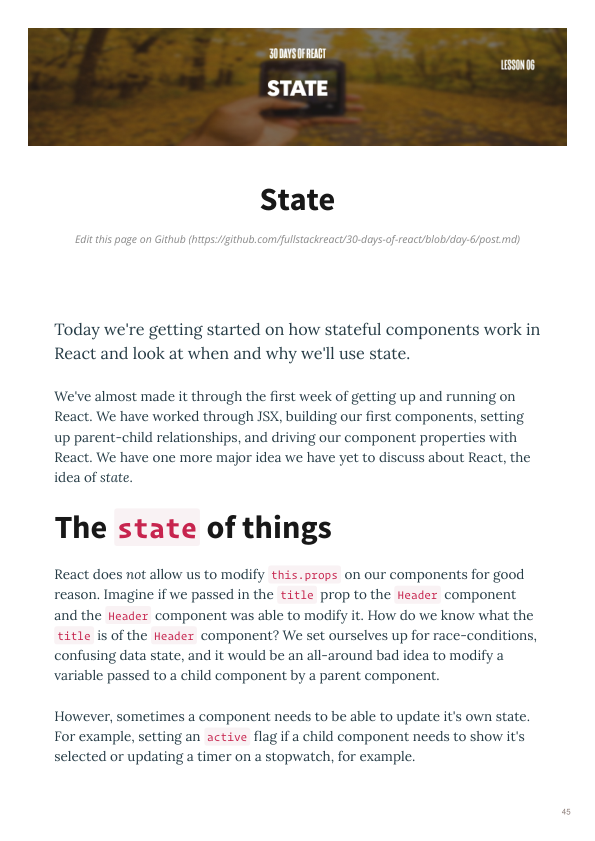 30 DAYS OF REACT
LESSON 06
STATE
State
Edit this page on Github (https://github.com/fullstackreact/30-days-of-react/blob/day-6/post.md)
Today we're getting started on how stateful components work in
React and look at when and why we'll use state.
We've almost made it through the first week of getting up and running on
React. We have worked through JSX, building our first components, setting
up parent-child relationships, and driving our component properties with
React. We have one more major idea we have yet to discuss about React, the
idea of state.
The state of things
React does not allow us to modify this.props on our components for good
reason. Imagine if we passed in the title prop to the Header component
and the Header component was able to modify it. How do we know what the
title is of the Header component? We set ourselves up for race-conditions,
confusing data state, and it would be an all-around bad idea to modify a
variable passed to a child component by a parent component.
However, sometimes a component needs to be able to update it's own state.
For example, setting an active flag if a child component needs to show it's
selected or updating a timer on a stopwatch, for example.
45